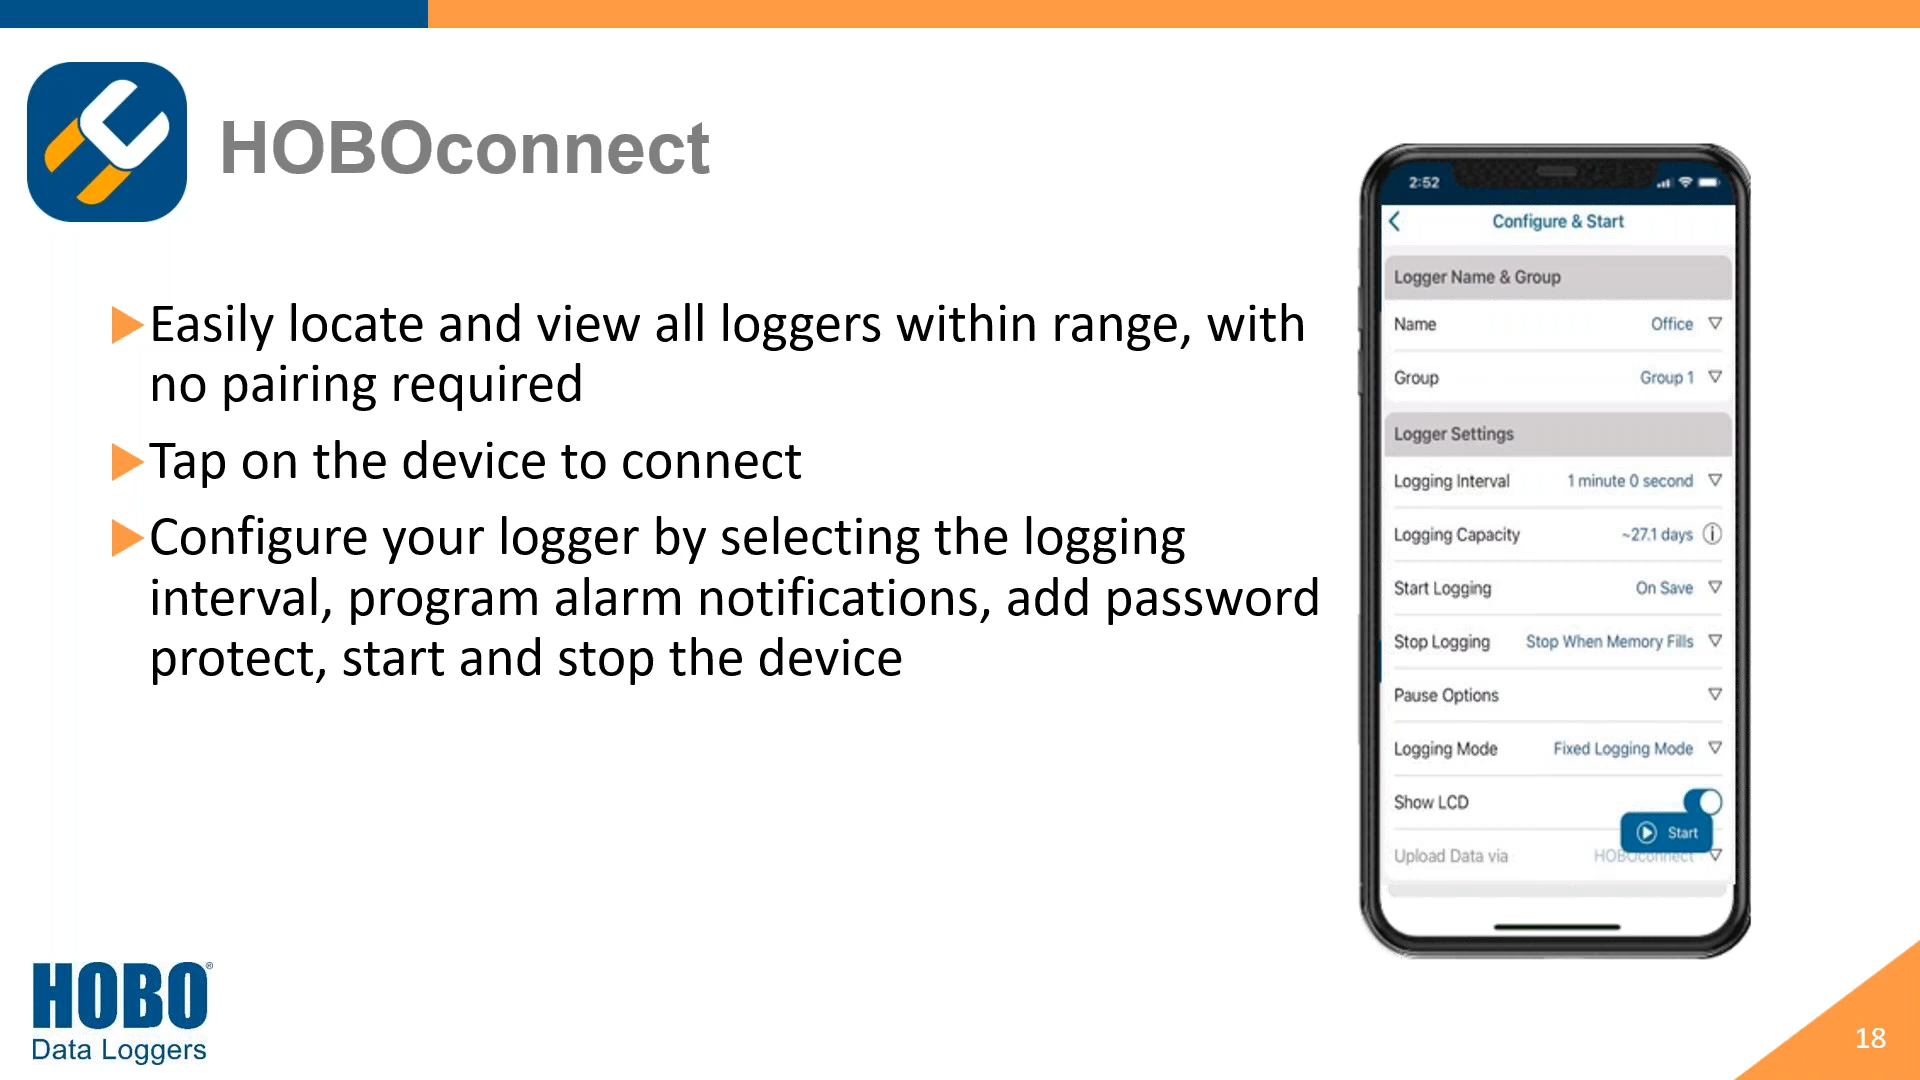 HOBOconnect
Easily locate and view all loggers within range, with
no pairing required
Tap on the device to connect
Configure your logger by selecting the logging
interval, program alarm notifications, add password
protect, start and stop the device
2:52
Configure & Start
Logger Name & Group
Name Office
Group Group 1
Logger Settings
Logging Interval 1 minute 0 second
Logging Capacity ~27.1 days
Start Logging On Save
Stop Logging Stop When Memory Fills
Pause Options
Logging Mode Fixed Logging Mode
Show LCD
Start
Upload Data via HOBOconnect
HOBO®
Data Loggers
18